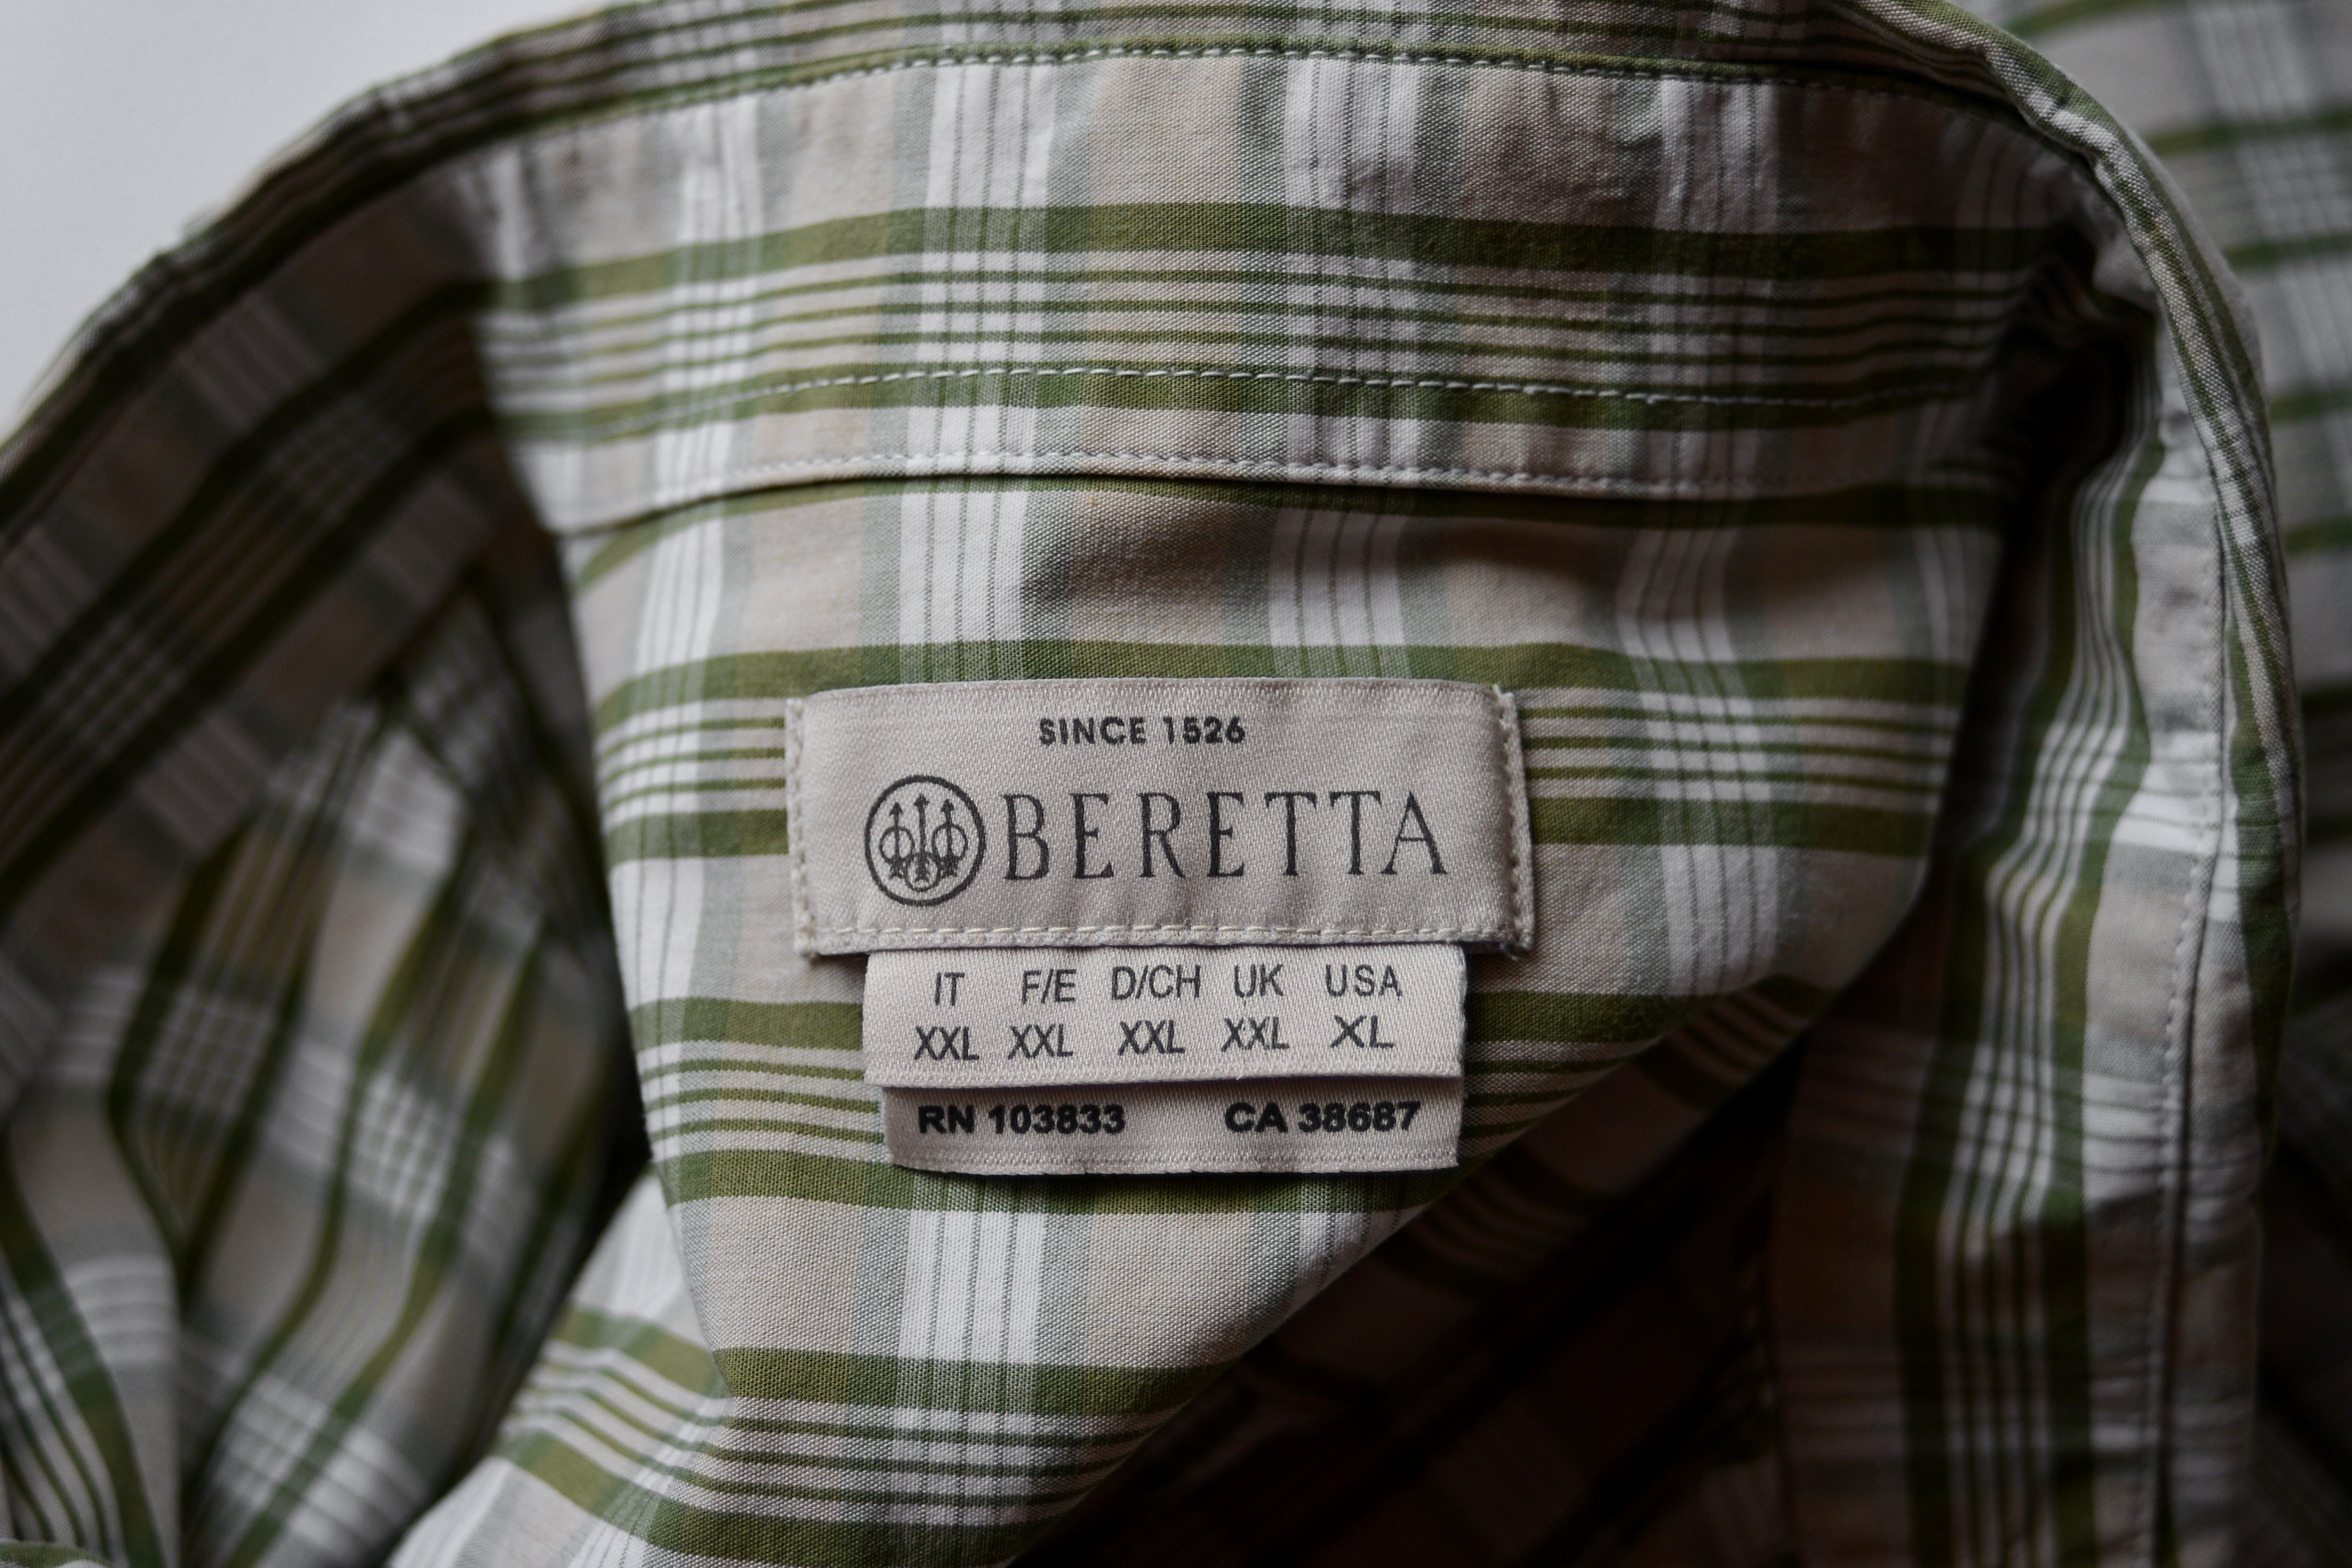 SINCE 1526
BERETTA
IT F/E D/CH UK USA
XXL XXL XXL XXL XL
RN 103833 CA 38687